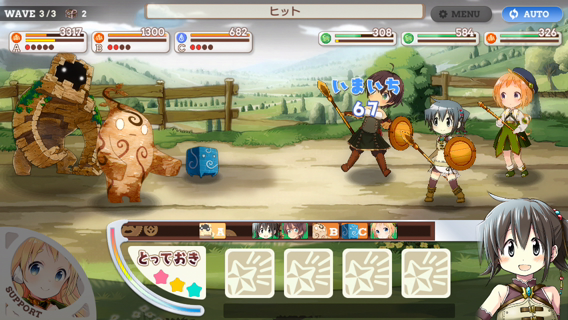 WAVE 3/3 2
ヒット
MENU
AUTO
A 3317
B 1300
C 682
308
584
326
いまいち
67
A B C
とっておき
SUPPORT